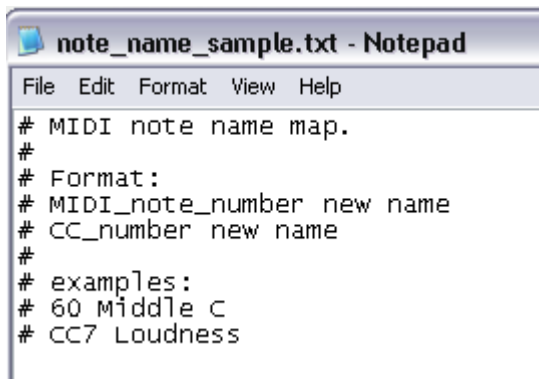 note_name_sample.txt - Notepad
File Edit Format View Help
# MIDI note name map.
#
# Format:
# MIDI_note_number new name
# CC_number new name
#
# examples:
# 60 Middle C
# CC7 Loudness